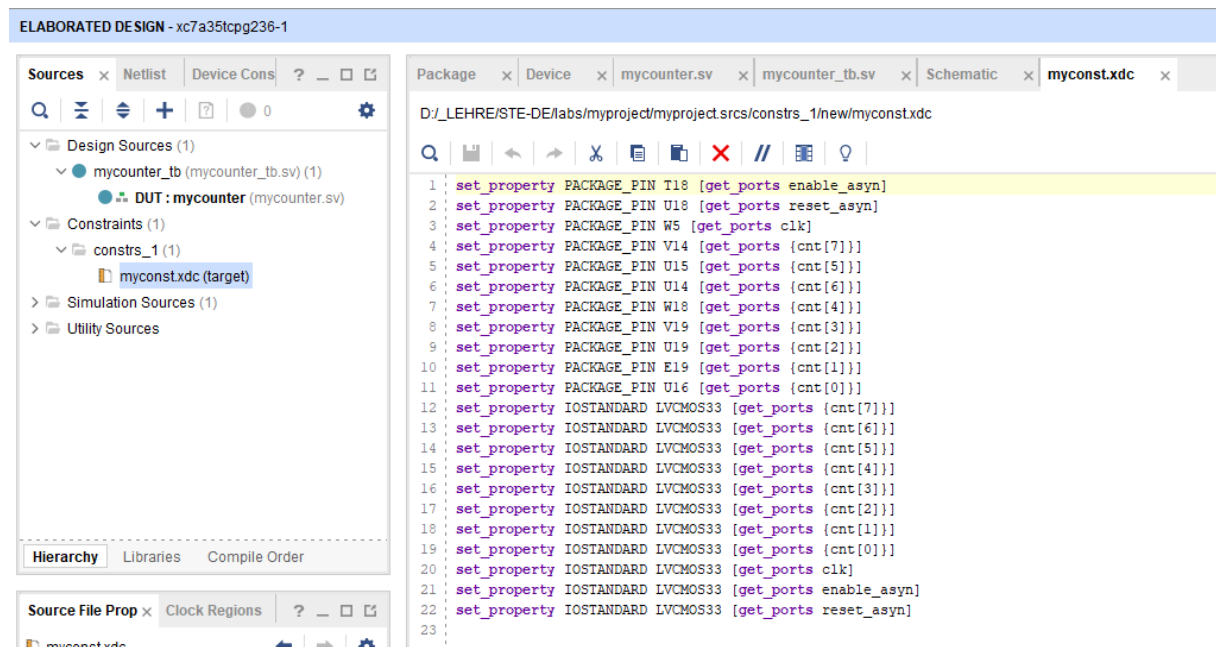 ELABORATED DESIGN - xc7a35tcpg236-1
Sources × Netlist Device Cons ? _
0
Design Sources (1)
mycounter_tb (mycounter_tb.sv) (1)
DUT : mycounter (mycounter.sv)
Constraints (1)
constrs_1 (1)
myconst.xdc (target)
Simulation Sources (1)
Utility Sources
Hierarchy Libraries Compile Order
Source File Prop × Clock Regions ? _
myconst.xdc
Package × Device × mycounter.sv × mycounter_tb.sv × Schematic × myconst.xdc ×
D:/_LEHRE/STE-DE/labs/myproject/myproject.srcs/constrs_1/new/myconst.xdc
1 set_property PACKAGE_PIN T18 [get_ports enable_asyn]
2 set_property PACKAGE_PIN U18 [get_ports reset_asyn]
3 set_property PACKAGE_PIN W5 [get_ports clk]
4 set_property PACKAGE_PIN V14 [get_ports {cnt[7]}]
5 set_property PACKAGE_PIN U15 [get_ports {cnt[5]}]
6 set_property PACKAGE_PIN U14 [get_ports {cnt[6]}]
7 set_property PACKAGE_PIN W18 [get_ports {cnt[4]}]
8 set_property PACKAGE_PIN V19 [get_ports {cnt[3]}]
9 set_property PACKAGE_PIN U19 [get_ports {cnt[2]}]
10 set_property PACKAGE_PIN E19 [get_ports {cnt[1]}]
11 set_property PACKAGE_PIN U16 [get_ports {cnt[0]}]
12 set_property IOSTANDARD LVCMOS33 [get_ports {cnt[7]}]
13 set_property IOSTANDARD LVCMOS33 [get_ports {cnt[6]}]
14 set_property IOSTANDARD LVCMOS33 [get_ports {cnt[5]}]
15 set_property IOSTANDARD LVCMOS33 [get_ports {cnt[4]}]
16 set_property IOSTANDARD LVCMOS33 [get_ports {cnt[3]}]
17 set_property IOSTANDARD LVCMOS33 [get_ports {cnt[2]}]
18 set_property IOSTANDARD LVCMOS33 [get_ports {cnt[1]}]
19 set_property IOSTANDARD LVCMOS33 [get_ports {cnt[0]}]
20 set_property IOSTANDARD LVCMOS33 [get_ports clk]
21 set_property IOSTANDARD LVCMOS33 [get_ports enable_asyn]
22 set_property IOSTANDARD LVCMOS33 [get_ports reset_asyn]
23